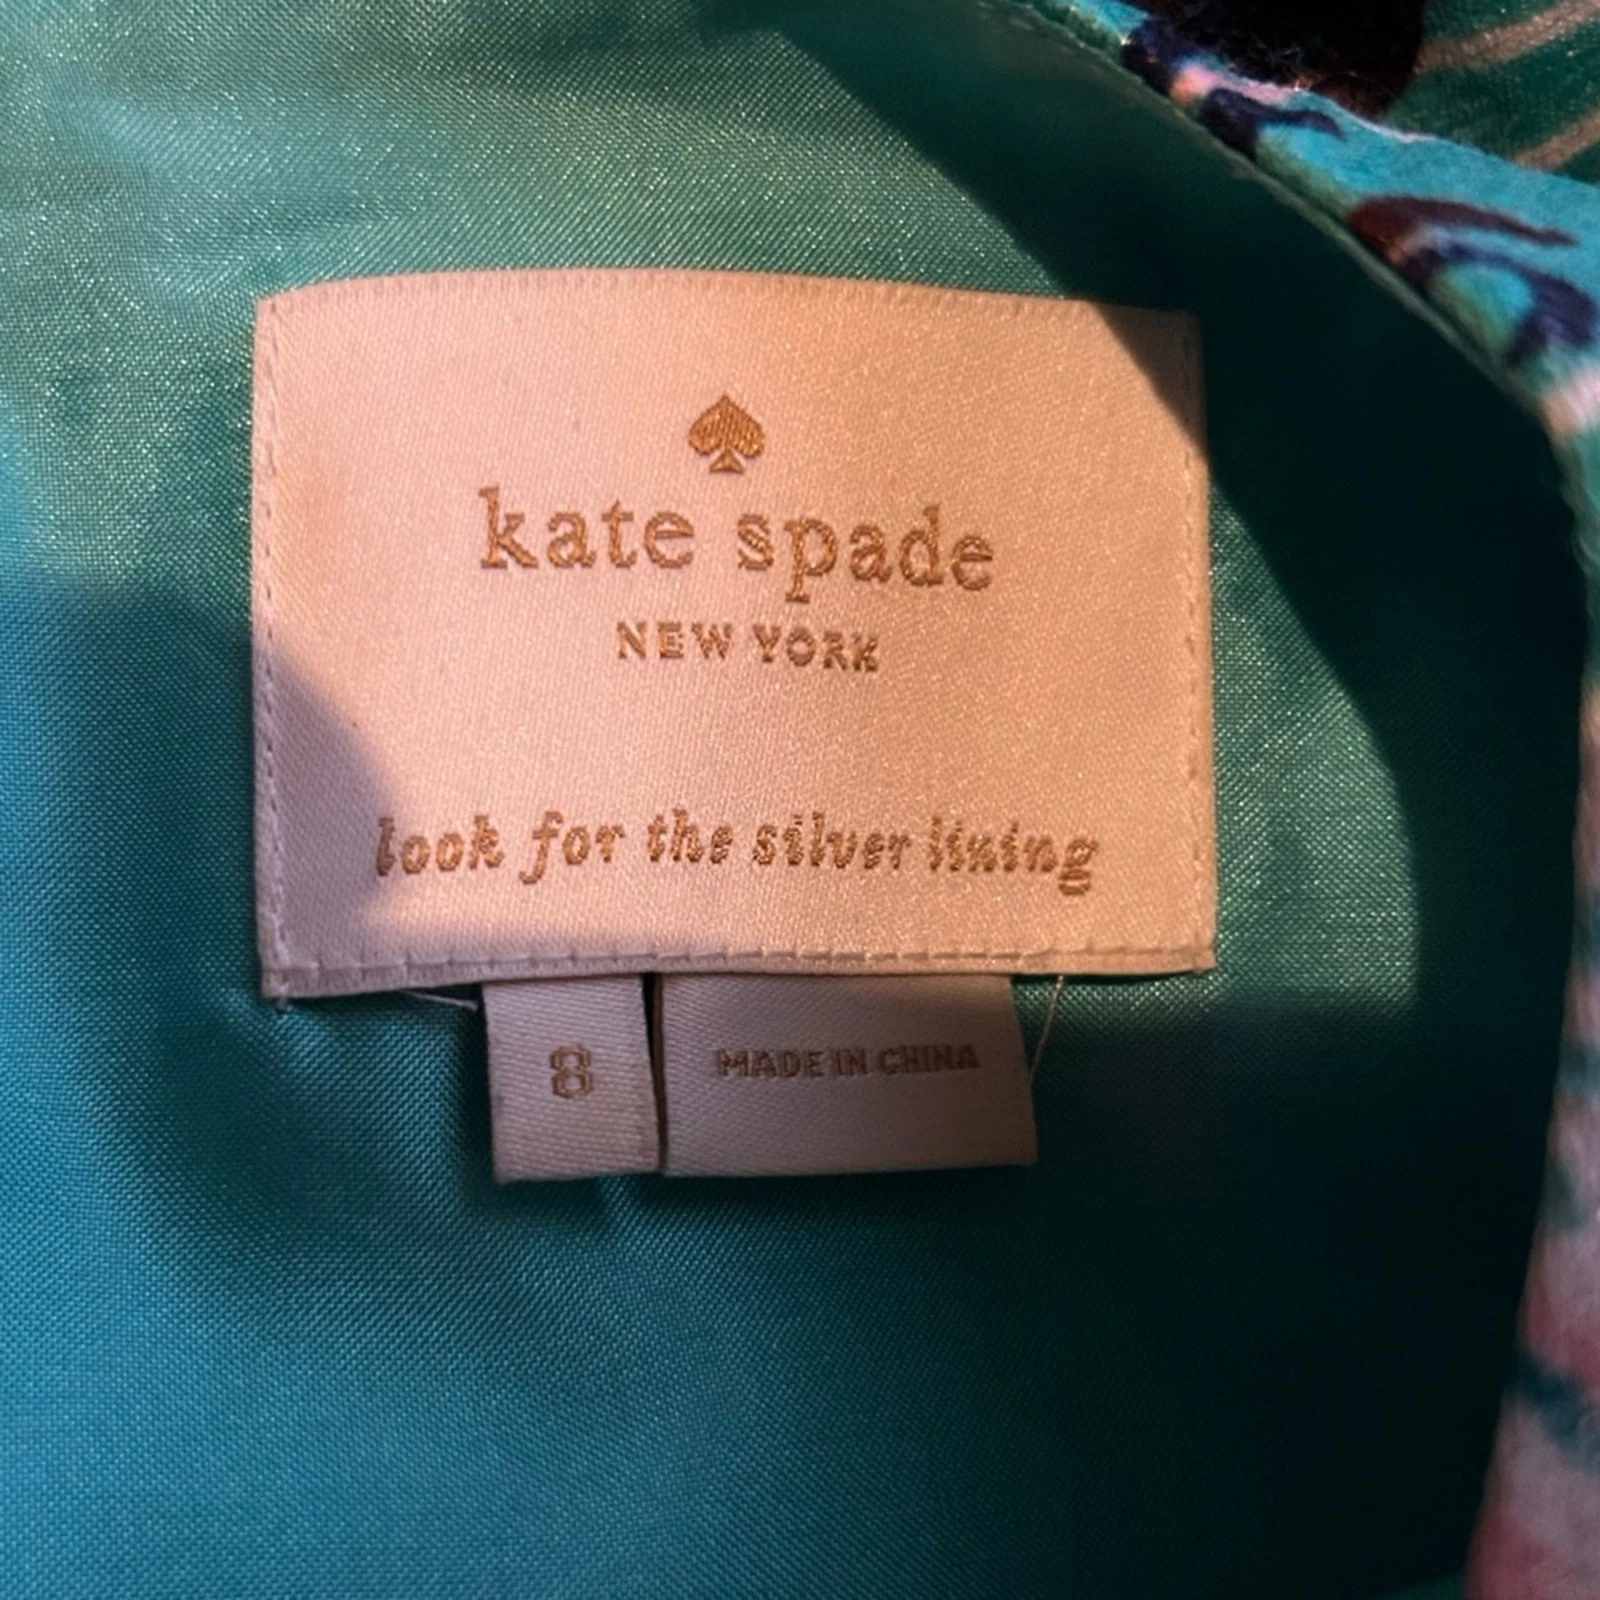 kate spade
NEW YORK
look for the silver lining
8
MADE IN CHINA